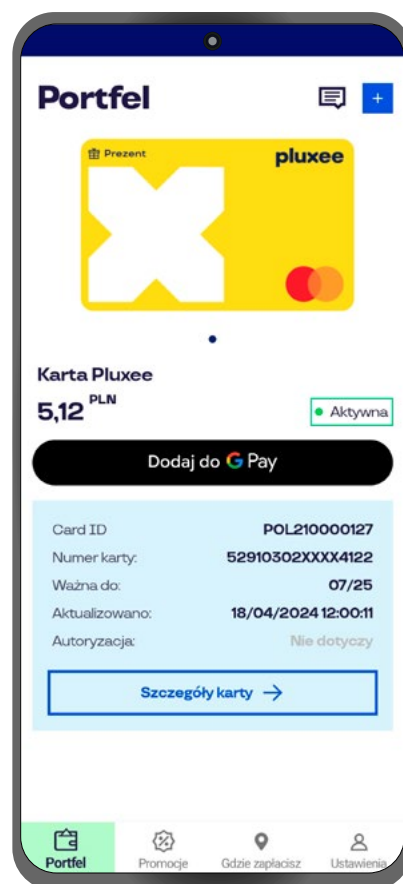 Portfel
+
Prezent
pluxee
Karta Pluxee
5,12 PLN
Aktywna
Dodaj do G Pay
Card ID POL210000127
Numer karty: 52910302XXXX4122
Ważna do: 07/25
Aktualizowano: 18/04/2024 12:00:11
Autoryzacja: Nie dotyczy
Szczegóły karty →
Portfel Promocje Gdzie zapłacisz Ustawienia